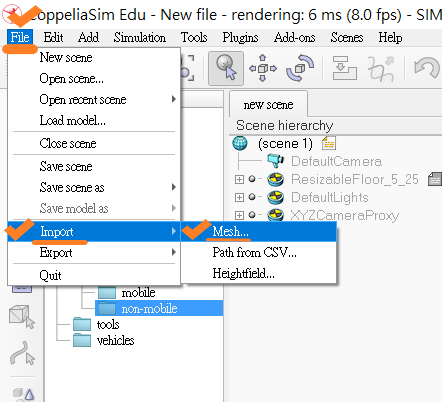 CoppeliaSim Edu - New file - rendering: 6 ms (8.0 fps) - SIM
File Edit Add Simulation Tools Plugins Add-ons Scenes Help
New scene
Open scene...
Open recent scene
Load model...
Close scene
Save scene
Save scene as
Save model as
Import
Export
Quit
Mesh...
Path from CSV...
Heightfield...
new scene
Scene hierarchy
(scene 1)
DefaultCamera
ResizableFloor_5_25
DefaultLights
XYZCameraProxy
mobile
non-mobile
tools
vehicles